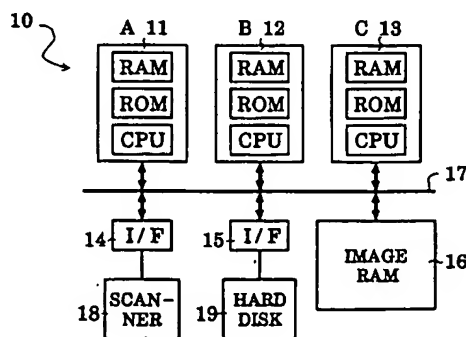 10
A 11 B 12 C 13
RAM RAM RAM
ROM ROM ROM
CPU CPU CPU
17
14 I/F 15 I/F IMAGE RAM 16
18 SCAN-NER 19 HARD DISK